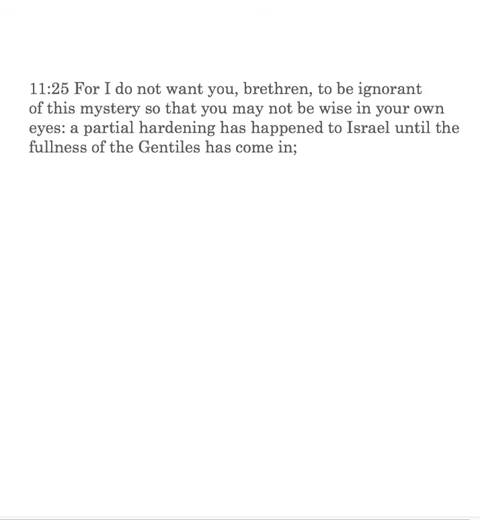 11:25 For I do not want you, brethren, to be ignorant
of this mystery so that you may not be wise in your own
eyes: a partial hardening has happened to Israel until the
fullness of the Gentiles has come in;